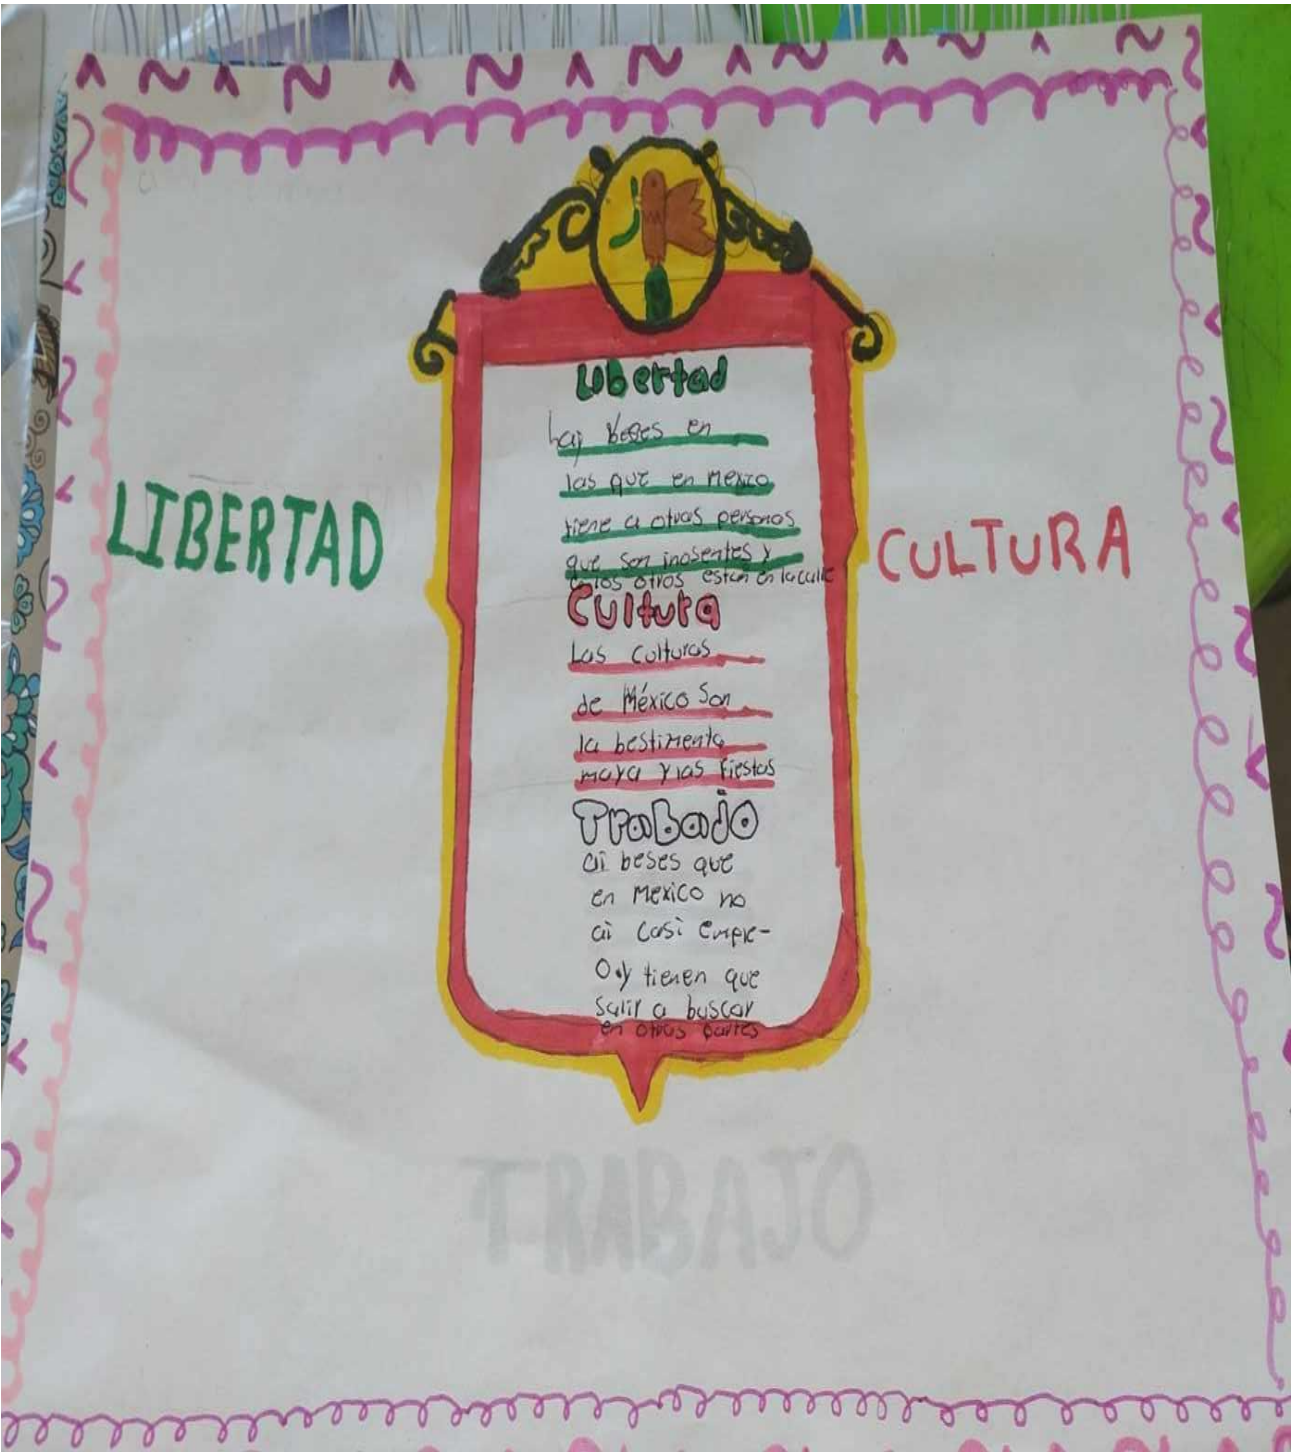 Libertad
hay beses en
las que en Mexico
tiene a otras personas
que son inosentes y
los otros estan en la calle
LIBERTAD
CULTURA
Cultura
Las culturas
de México Son
la bestimenta
maya y las fiestas
Trabajo
ai beses que
en Mexico no
ai casi emple-
o y tienen que
salir a buscar
en otras partes
TRABAJO